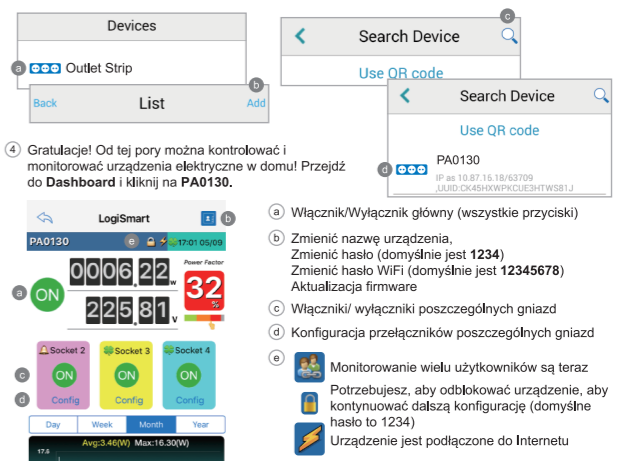 Devices
a Outlet Strip
b
Back List Add
c
Search Device
Use QR code
Search Device
Use QR code
d PA0130
IP as 10.87.16.18/63709
,UUID:CK45HXWPKCUE3HTWS81J
4 Gratulacje! Od tej pory można kontrolować i
monitorować urządzenia elektryczne w domu! Przejdź
do Dashboard i kliknij na PA0130.
LogiSmart b
PA0130 e 17:01 05/09
0006.22 w
Power Factor
32 %
a ON
225.81 v
Socket 2 Socket 3 Socket 4
c ON ON ON
d Config Config Config
Day Week Month Year
Avg:3.46(W) Max:16.30(W)
17.6
a Włącznik/Wyłącznik główny (wszystkie przyciski)
b Zmienić nazwę urządzenia,
Zmienić hasło (domyślnie jest 1234)
Zmienić hasło WiFi (domyślnie jest 12345678)
Aktualizacja firmware
c Włączniki/ wyłączniki poszczególnych gniazd
d Konfiguracja przełączników poszczególnych gniazd
e Monitorowanie wielu użytkowników są teraz
Potrzebujesz, aby odblokować urządzenie, aby
kontynuować dalszą konfigurację (domyślne
hasło to 1234)
Urządzenie jest podłączone do Internetu